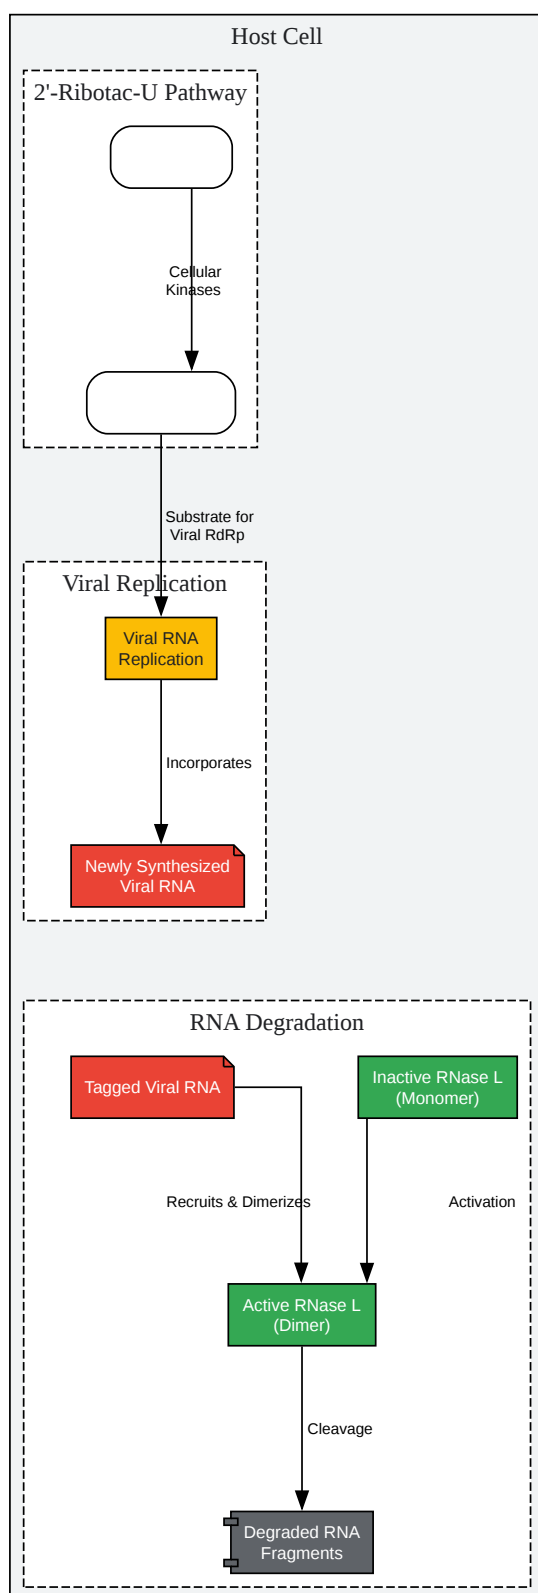 Host Cell
2'-Ribotac-U Pathway
Cellular
Kinases
Substrate for
Viral RdRp
Viral Replication
Viral RNA
Replication
Incorporates
Newly Synthesized
Viral RNA
RNA Degradation
Tagged Viral RNA
Inactive RNase L
(Monomer)
Recruits & Dimerizes
Activation
Active RNase L
(Dimer)
Cleavage
Degraded RNA
Fragments